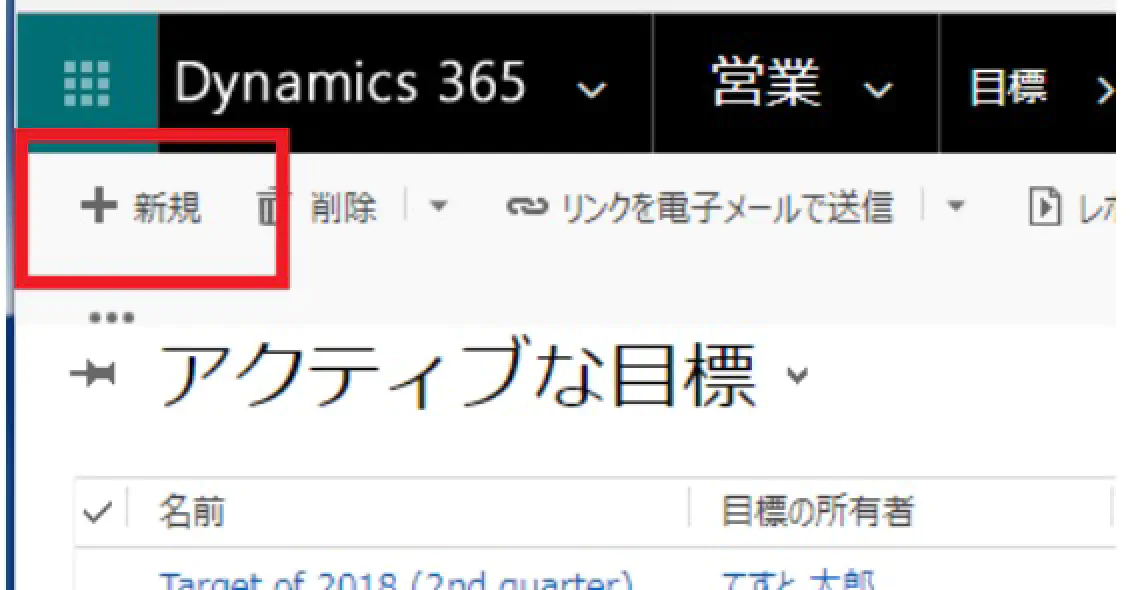 Dynamics 365 営業 目標
新規 削除 リンクを電子メールで送信 レポ
アクティブな目標
名前 目標の所有者
Target of 2018 (2nd quarter) てすと 太郎